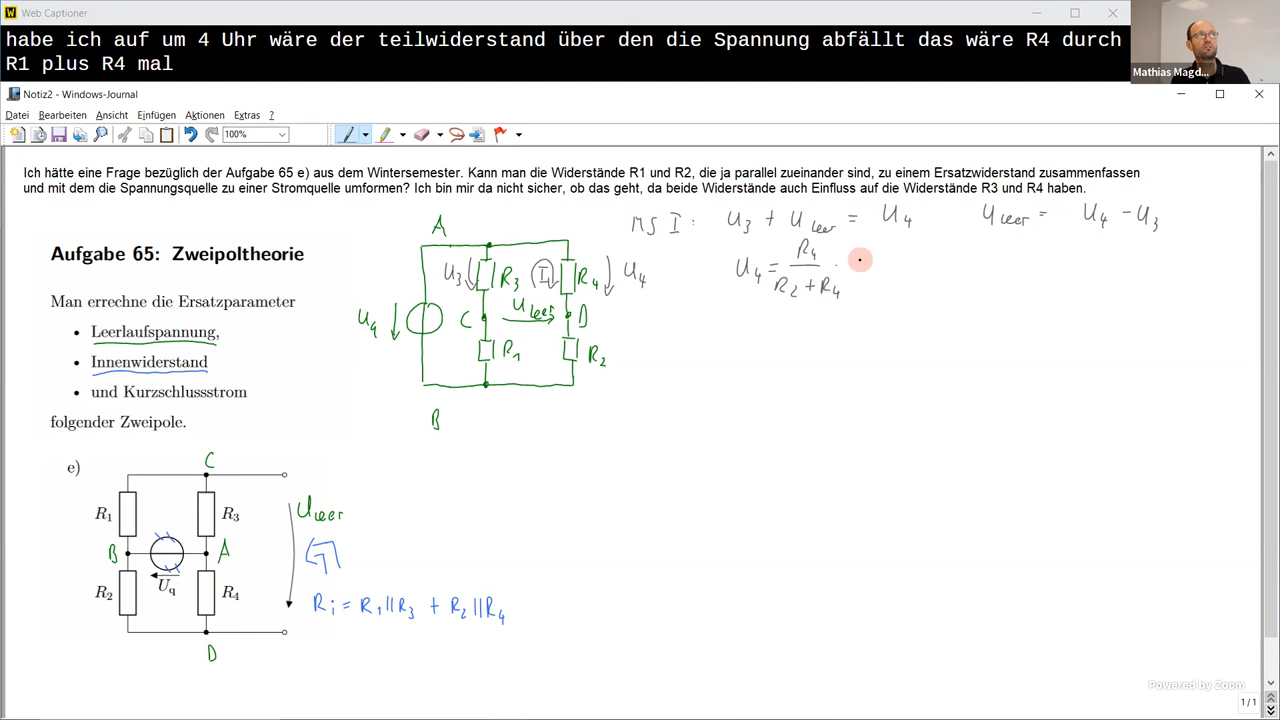 Web Captioner
habe ich auf um 4 Uhr wäre der teilwiderstand über den die Spannung abfällt das wäre R4 durch
R1 plus R4 mal
Mathias Magd...
Notiz2 - Windows-Journal
Datei Bearbeiten Ansicht Einfügen Aktionen Extras ?
100%
Ich hätte eine Frage bezüglich der Aufgabe 65 e) aus dem Wintersemester. Kann man die Widerstände R1 und R2, die ja parallel zueinander sind, zu einem Ersatzwiderstand zusammenfassen
und mit dem die Spannungsquelle zu einer Stromquelle umformen? Ich bin mir da nicht sicher, ob das geht, da beide Widerstände auch Einfluss auf die Widerstände R3 und R4 haben.
MS I: U3 + Uleer = U4 Uleer = U4 - U3
U4 = R4 / R2 + R4 ·
A
U3 R3 I R4 U4
Uq C Uleer D
R1 R2
B
Aufgabe 65: Zweipoltheorie
Man errechne die Ersatzparameter
• Leerlaufspannung,
• Innenwiderstand
• und Kurzschlussstrom
folgender Zweipole.
e)
C
R1 R3 Uleer
B A
Uq
R2 R4
D
Ri = R1||R3 + R2||R4
Powered by Zoom
1 / 1